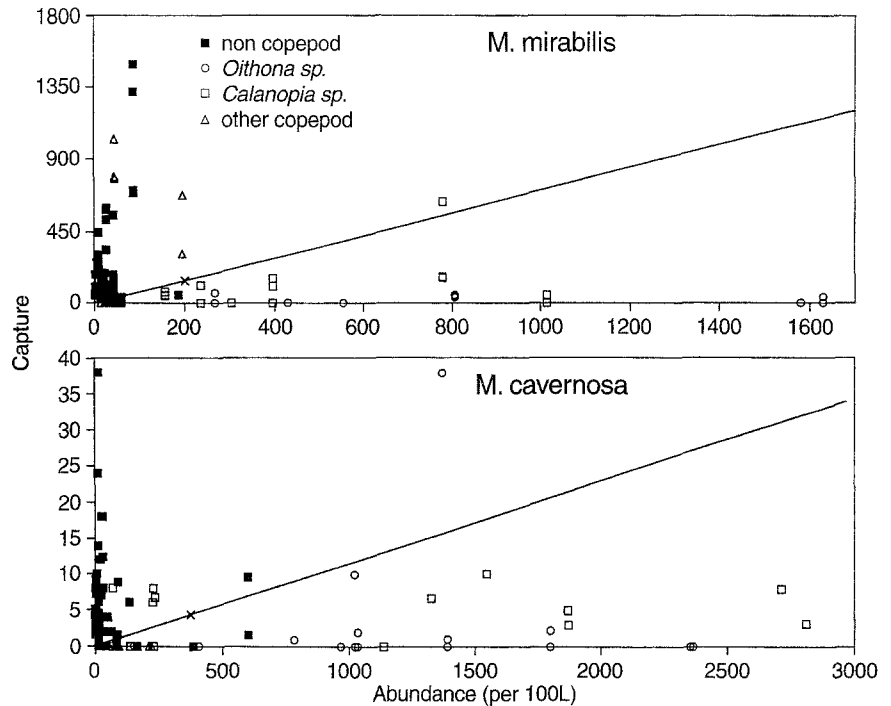 M. mirabilis
non copepod
Oithona sp.
Calanopia sp.
other copepod
1800
1350
900
450
0
0 200 400 600 800 1000 1200 1400 1600
Capture
M. cavernosa
40
35
30
25
20
15
10
5
0
0 500 1000 1500 2000 2500 3000
Abundance (per 100L)